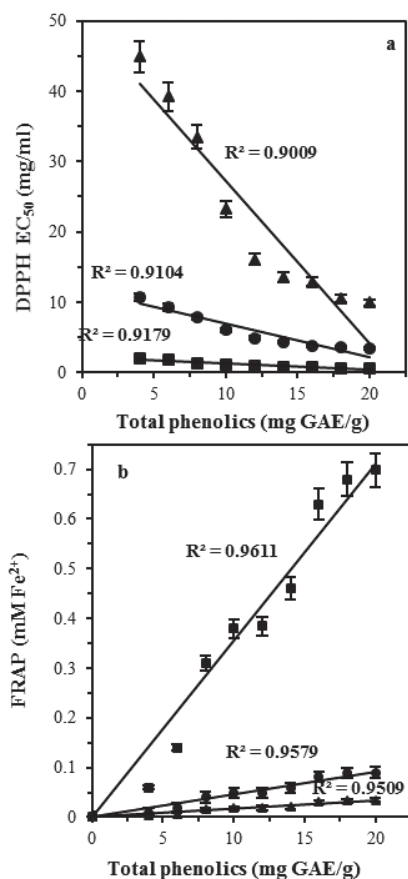 50
a
40
R² = 0.9009
30
DPPH EC₅₀ (mg/ml)
20
R² = 0.9104
10
R² = 0.9179
0
0 5 10 15 20
Total phenolics (mg GAE/g)
b
0.7
0.6
R² = 0.9611
0.5
FRAP (mM Fe²⁺)
0.4
0.3
0.2
R² = 0.9579
0.1
R² = 0.9509
0
0 5 10 15 20
Total phenolics (mg GAE/g)